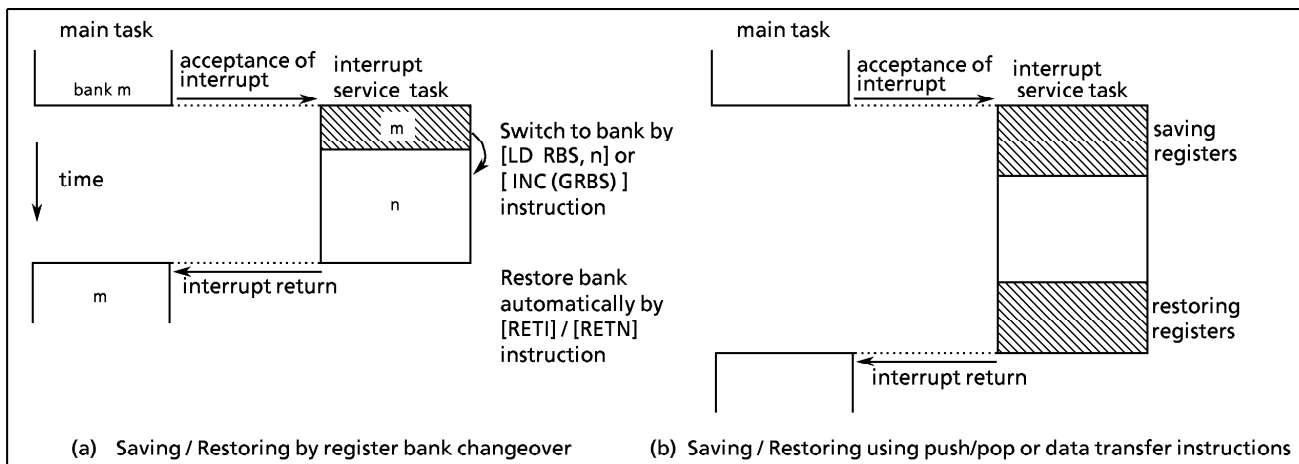 main task
bank m
acceptance of
interrupt
interrupt
service task
m
Switch to bank by
[LD RBS, n] or
[ INC (GRBS) ]
instruction
time
n
interrupt return
m
Restore bank
automatically by
[RETI] / [RETN]
instruction
(a) Saving / Restoring by register bank changeover
main task
acceptance of
interrupt
interrupt
service task
saving
registers
restoring
registers
interrupt return
(b) Saving / Restoring using push/pop or data transfer instructions